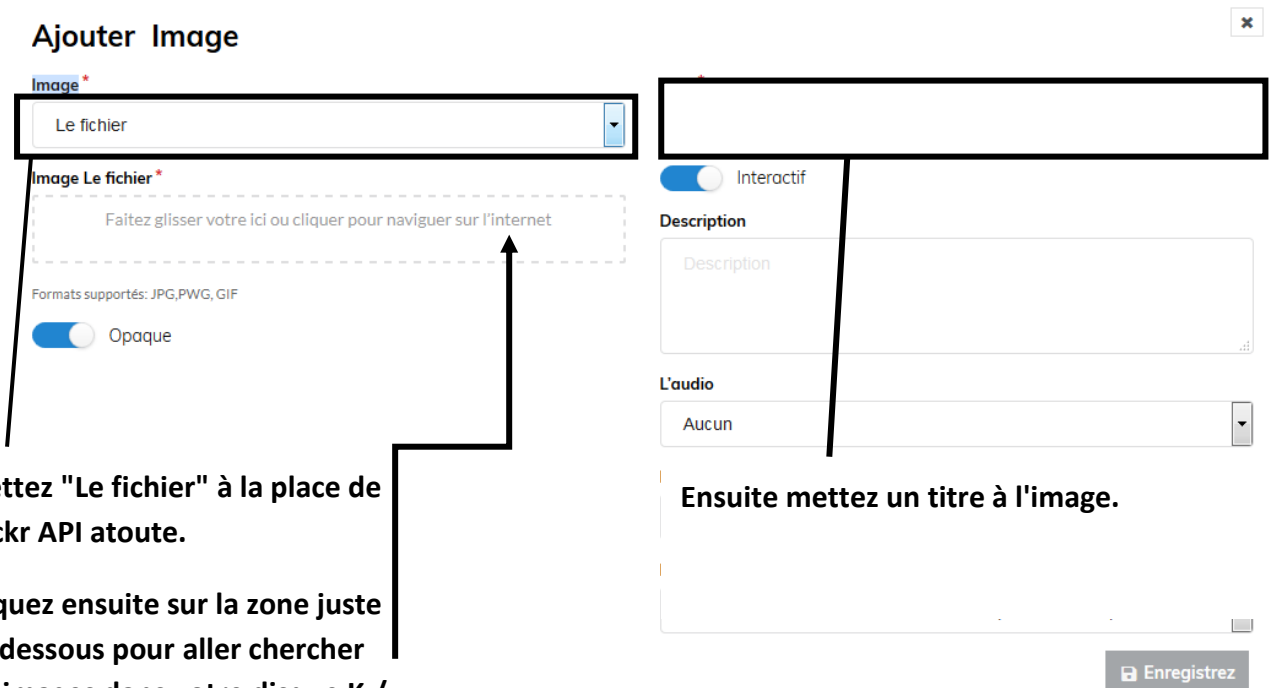 Ajouter Image
Image *
Le fichier
Image Le fichier *
Faitez glisser votre ici ou cliquer pour naviguer sur l'internet
Formats supportés: JPG,PWG, GIF
Opaque
Interactif
Description
Description
L'audio
Aucun
ttez "Le fichier" à la place de
ckr API atoute.
quez ensuite sur la zone juste
dessous pour aller chercher
Ensuite mettez un titre à l'image.
Enregistrez